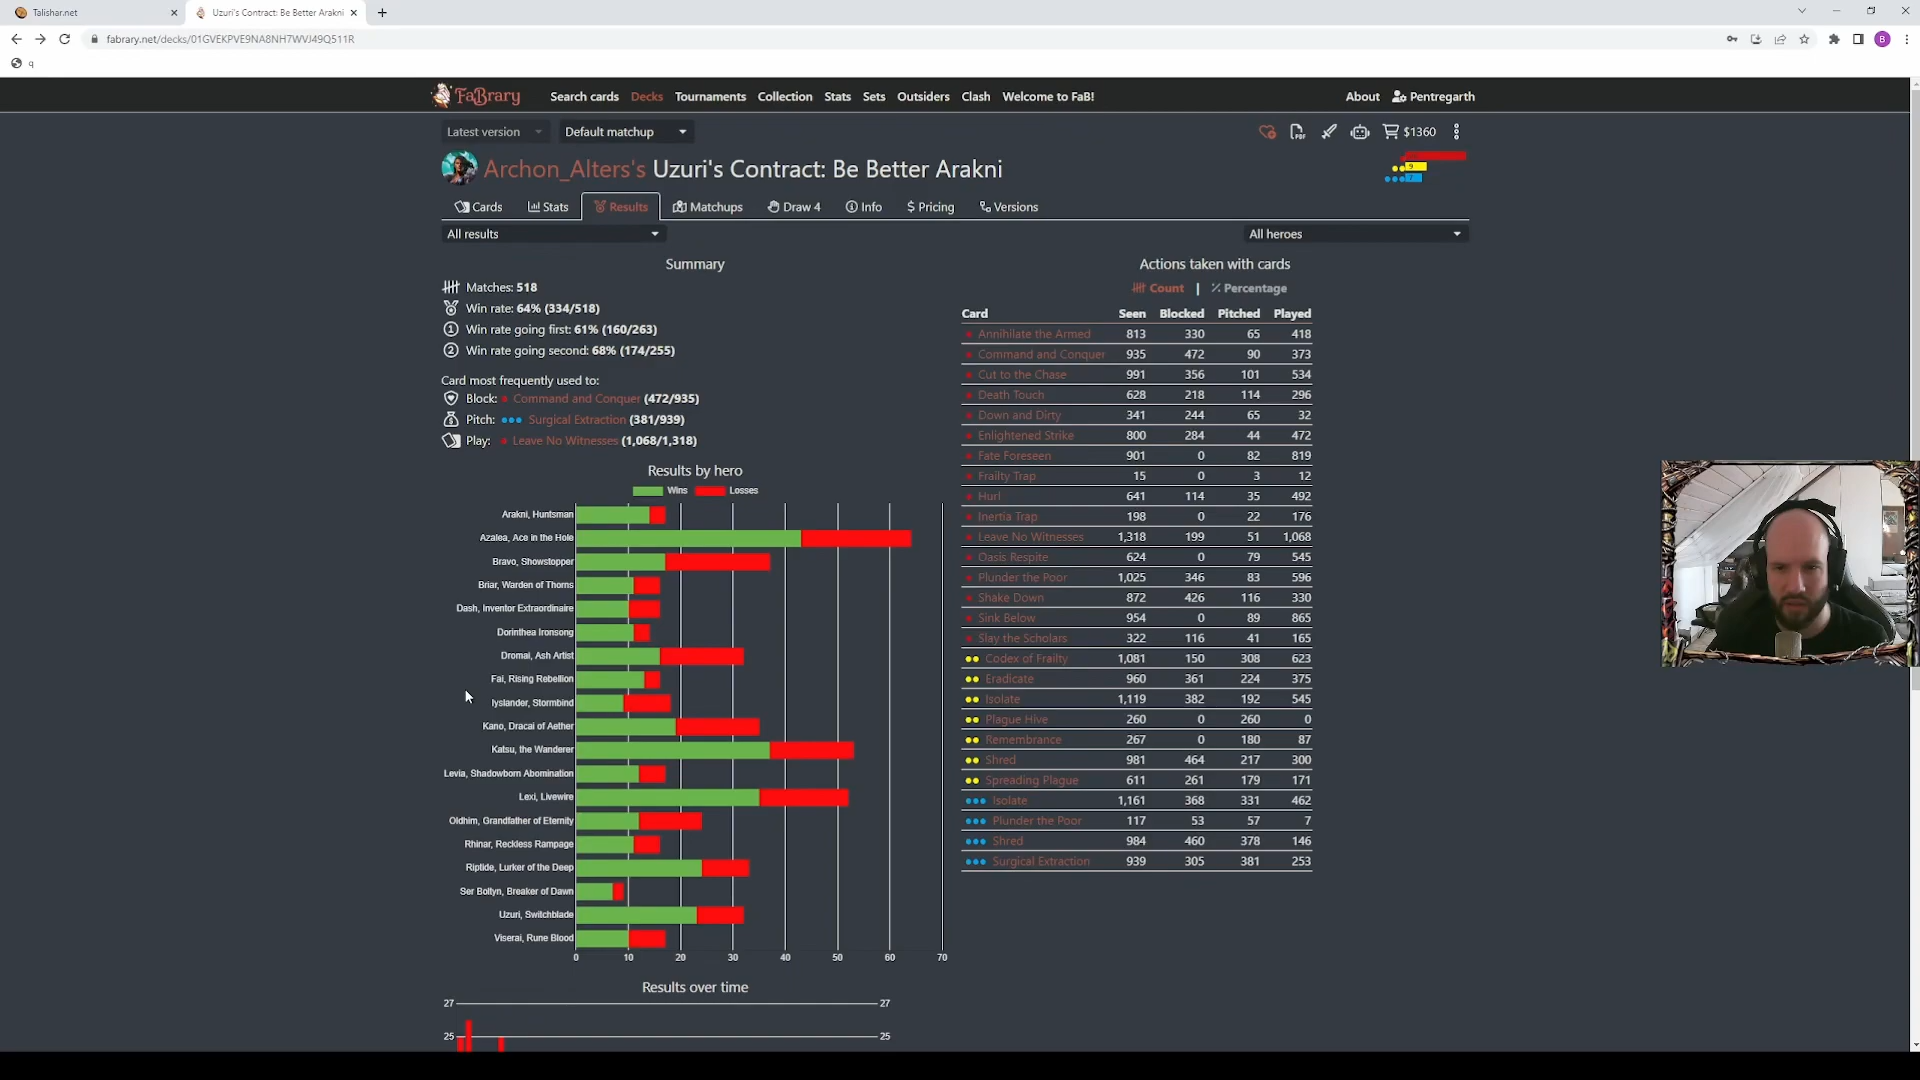 Talishar.net
Uzuri's Contract: Be Better Arakni
fabrary.net/decks/01GVEKPVE9NA8NH7WVJ49Q511R
B
q
FaBrary
Search cards Decks Tournaments Collection Stats Sets Outsiders Clash Welcome to FaB!
About Pentregarth
Latest version Default matchup
PDF $1360
Archon_Alters's Uzuri's Contract: Be Better Arakni
9
7
Cards Stats Results Matchups Draw 4 Info $ Pricing Versions
All results All heroes
Summary
Matches: 518
Win rate: 64% (334/518)
1 Win rate going first: 61% (160/263)
2 Win rate going second: 68% (174/255)
Card most frequently used to:
Block: Command and Conquer (472/935)
Pitch: Surgical Extraction (381/939)
Play: Leave No Witnesses (1,068/1,318)
Results by hero
Wins Losses
Arakni, Huntsman
Azalea, Ace in the Hole
Bravo, Showstopper
Briar, Warden of Thorns
Dash, Inventor Extraordinaire
Dorinthea Ironsong
Dromai, Ash Artist
Fai, Rising Rebellion
Iyslander, Stormbind
Kano, Dracai of Aether
Katsu, the Wanderer
Levia, Shadowborn Abomination
Lexi, Livewire
Oldhim, Grandfather of Eternity
Rhinar, Reckless Rampage
Riptide, Lurker of the Deep
Ser Boltyn, Breaker of Dawn
Uzuri, Switchblade
Viserai, Rune Blood
0 10 20 30 40 50 60 70
Results over time
27 27
25 25
Actions taken with cards
Count | Percentage
Card Seen Blocked Pitched Played
Annihilate the Armed 813 330 65 418
Command and Conquer 935 472 90 373
Cut to the Chase 991 356 101 534
Death Touch 628 218 114 296
Down and Dirty 341 244 65 32
Enlightened Strike 800 284 44 472
Fate Foreseen 901 0 82 819
Frailty Trap 15 0 3 12
Hurl 641 114 35 492
Inertia Trap 198 0 22 176
Leave No Witnesses 1,318 199 51 1,068
Oasis Respite 624 0 79 545
Plunder the Poor 1,025 346 83 596
Shake Down 872 426 116 330
Sink Below 954 0 89 865
Slay the Scholars 322 116 41 165
Codex of Frailty 1,081 150 308 623
Eradicate 960 361 224 375
Isolate 1,119 382 192 545
Plague Hive 260 0 260 0
Remembrance 267 0 180 87
Shred 981 464 217 300
Spreading Plague 611 261 179 171
Isolate 1,161 368 331 462
Plunder the Poor 117 53 57 7
Shred 984 460 378 146
Surgical Extraction 939 305 381 253